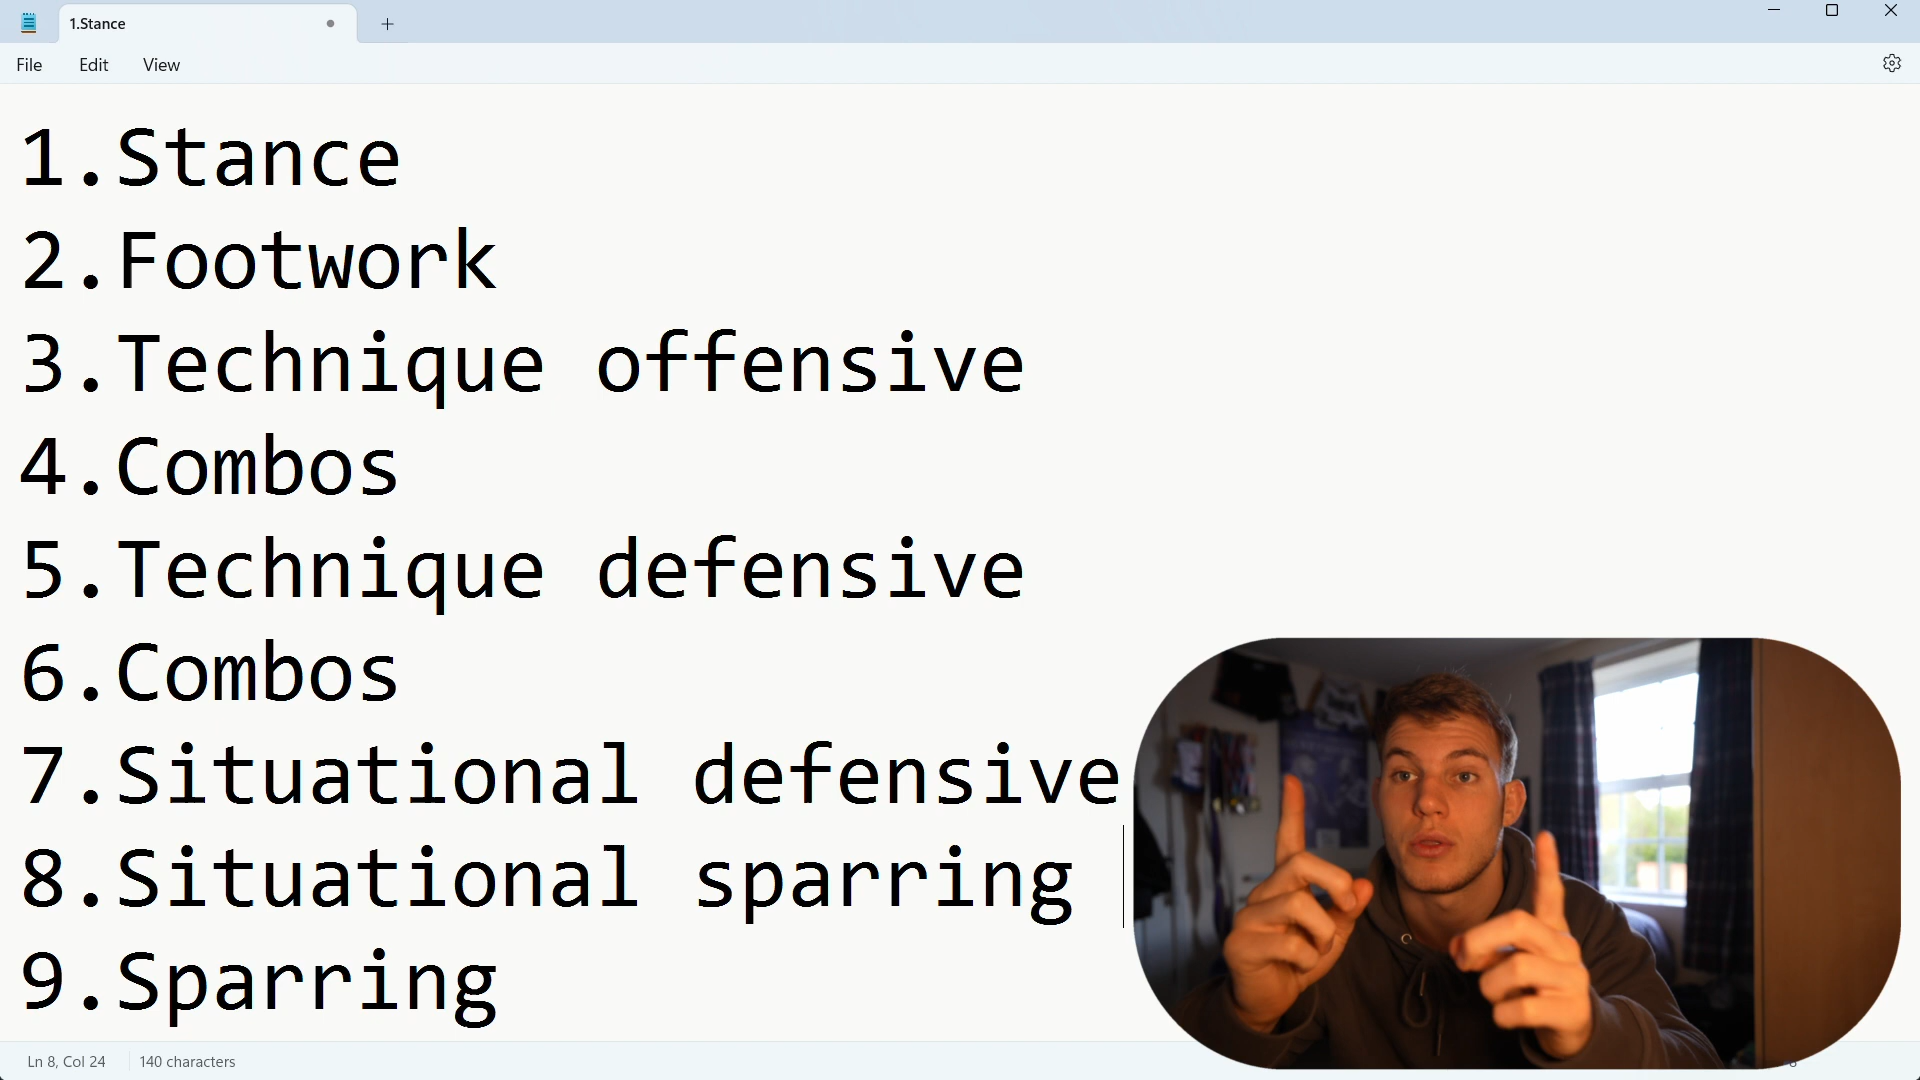 1.Stance
File
Edit
View
1.Stance
2.Footwork
3.Technique offensive
4.Combos
5.Technique defensive
6.Combos
7.Situational defensive
8.Situational sparring
9.Sparring
Ln 8, Col 24
140 characters